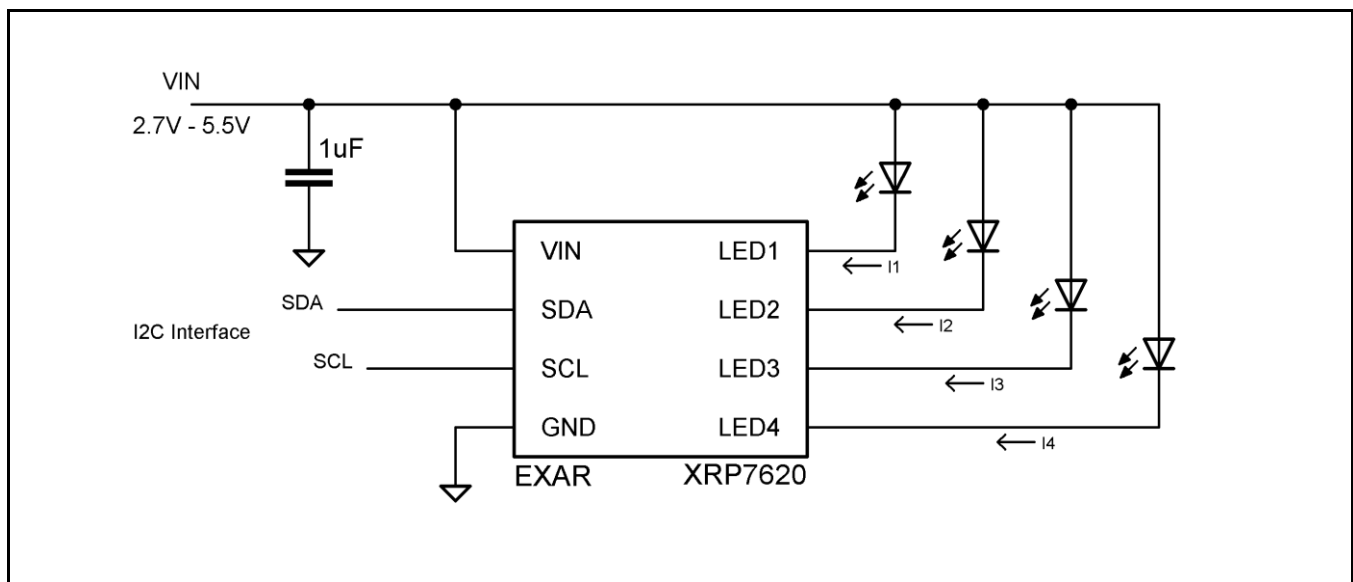 VIN
2.7V - 5.5V
1uF
VIN
LED1
I1
SDA
SDA
LED2
I2
I2C Interface
SCL
SCL
LED3
I3
GND
LED4
I4
EXAR
XRP7620